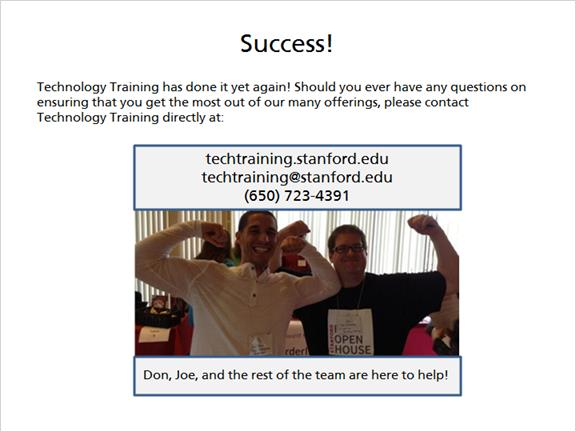 Success!
Technology Training has done it yet again! Should you ever have any questions on
ensuring that you get the most out of our many offerings, please contact
Technology Training directly at:
techtraining.stanford.edu
techtraining@stanford.edu
(650) 723-4391
OPEN
HOUSE
Don, Joe, and the rest of the team are here to help!